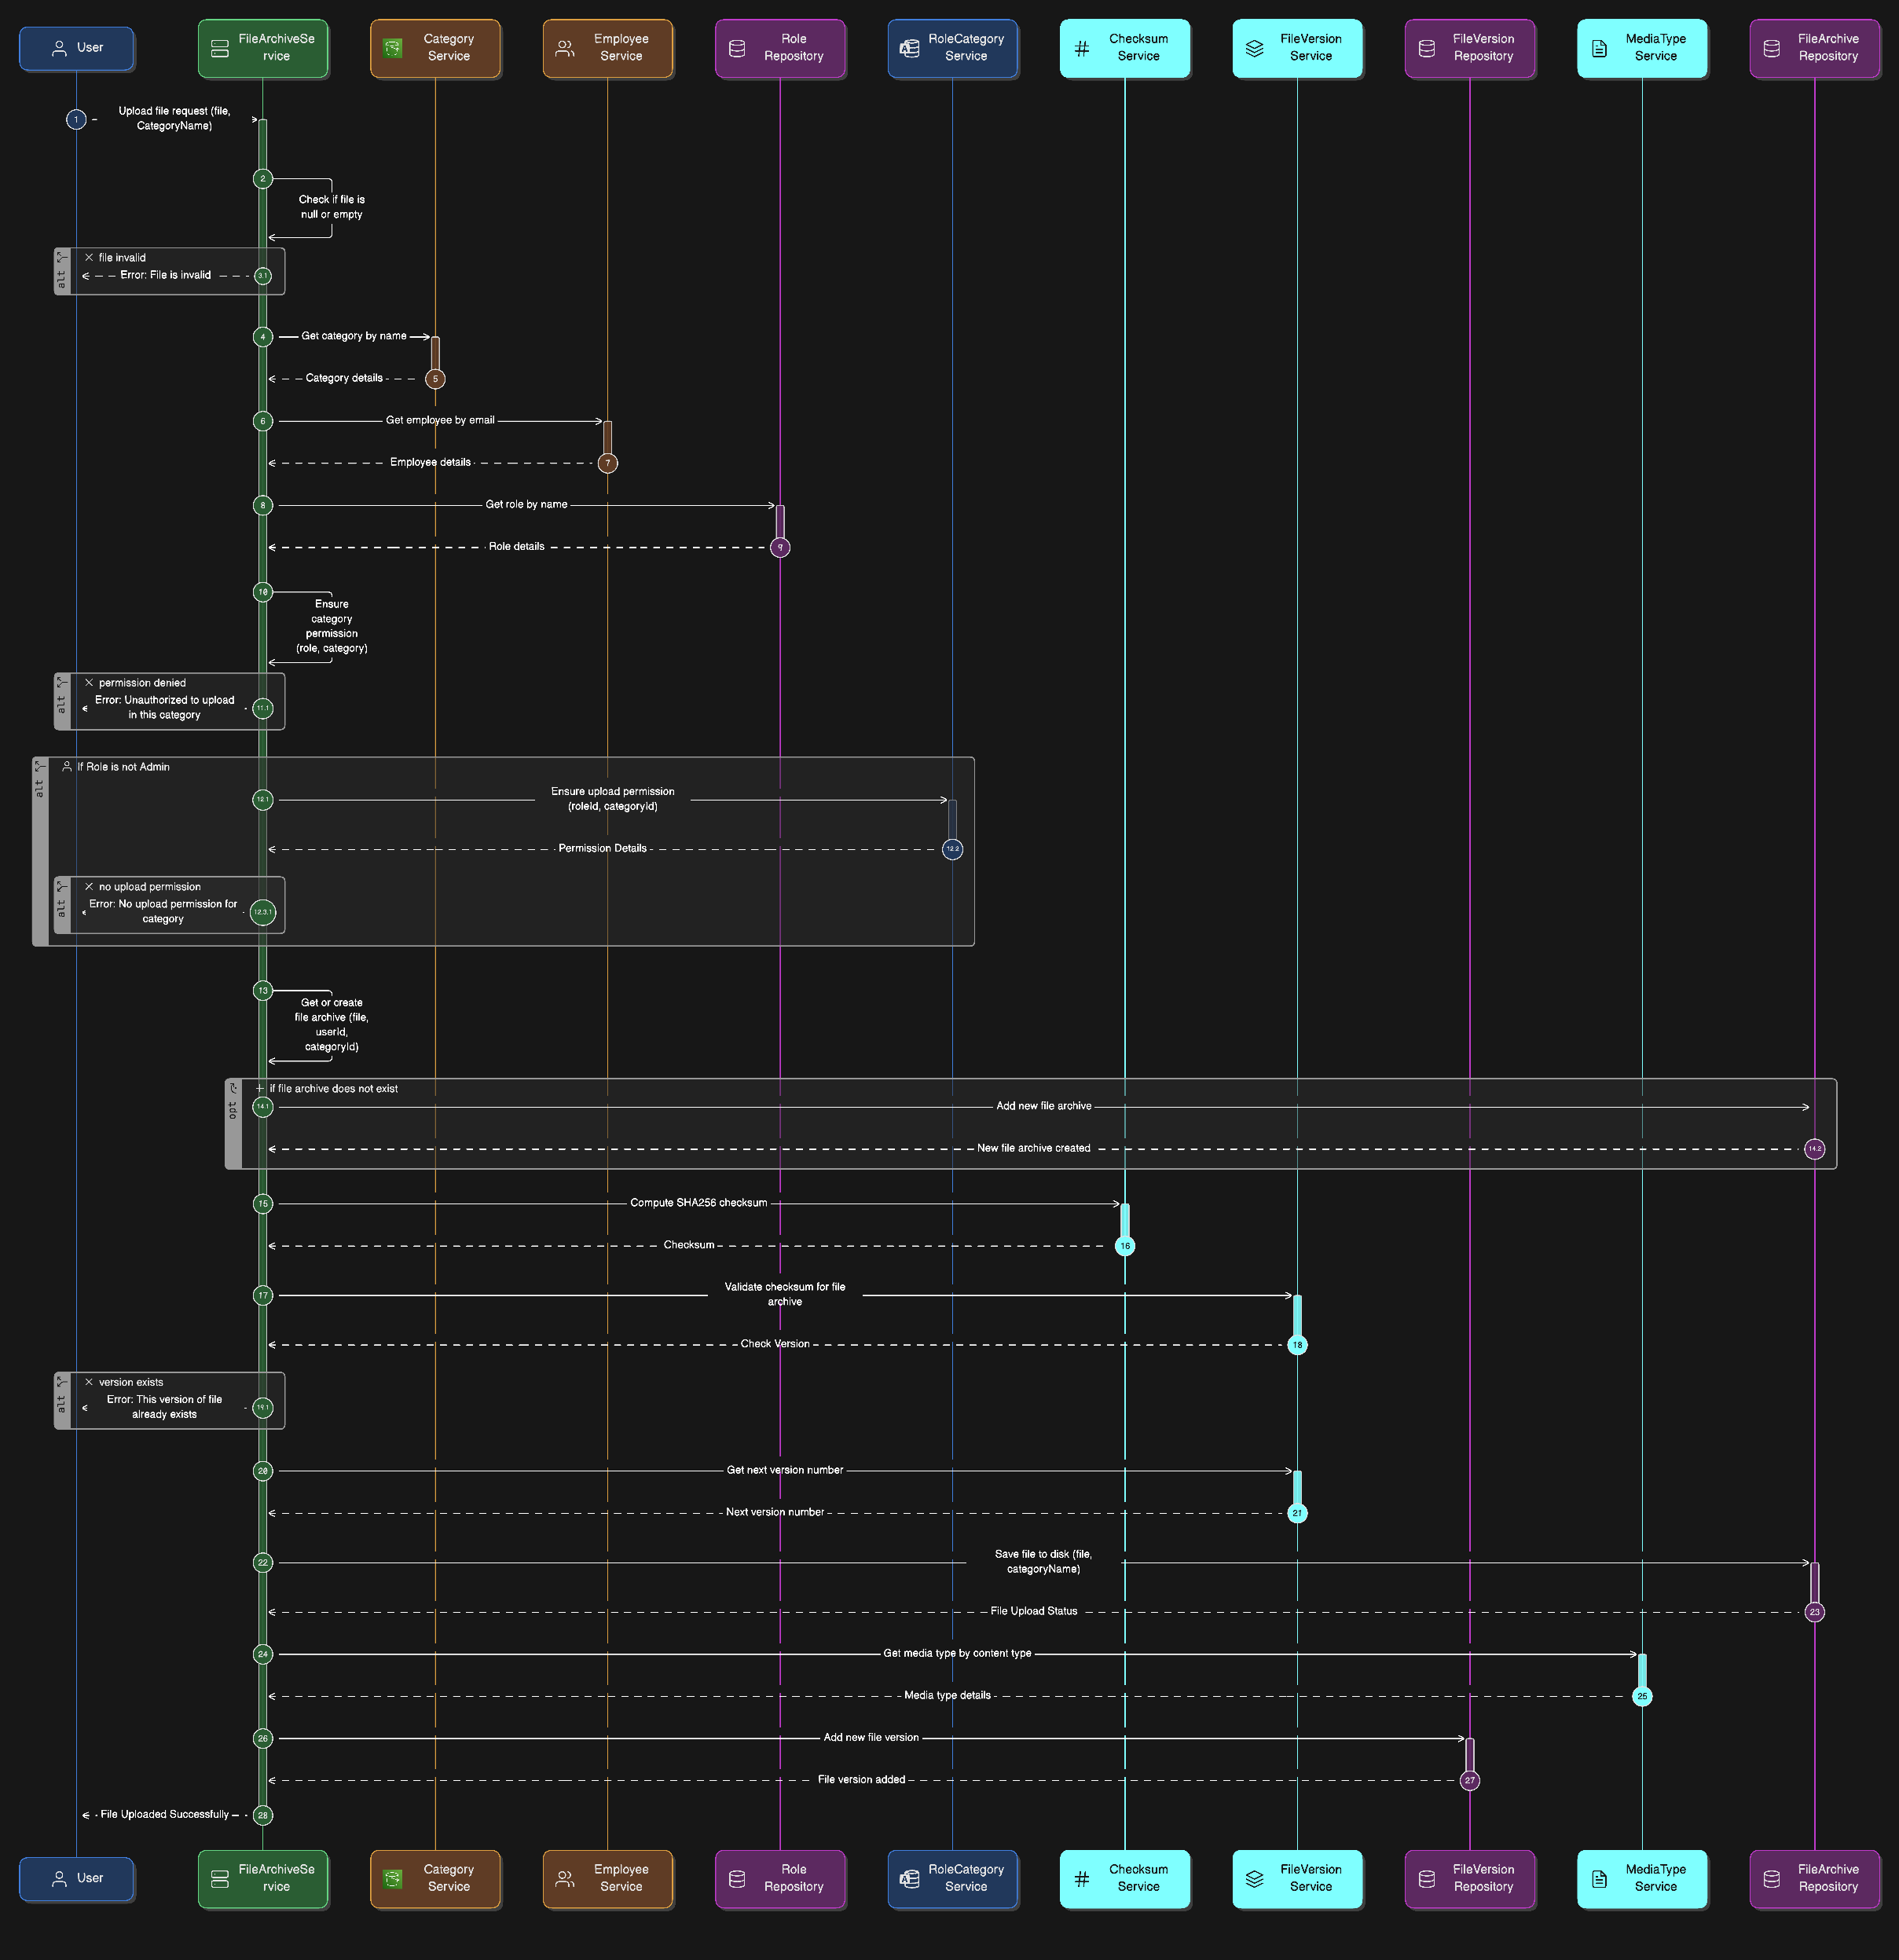 User
FileArchiveSe
rvice
Category
Service
Employee
Service
Role
Repository
RoleCategory
Service
Checksum
Service
FileVersion
Service
FileVersion
Repository
MediaType
Service
FileArchive
Repository
1
Upload file request (file,
CategoryName)
2
Check if file is
null or empty
alt
file invalid
Error: File is invalid
3.1
4
Get category by name
Category details
5
6
Get employee by email
Employee details
7
8
Get role by name
Role details
9
10
Ensure
category
permission
(role, category)
alt
permission denied
Error: Unauthorized to upload
in this category
11.1
alt
If Role is not Admin
12.1
Ensure upload permission
(roleId, categoryId)
Permission Details
12.2
alt
no upload permission
Error: No upload permission for
category
12.3.1
13
Get or create
file archive (file,
userId,
categoryId)
opt
if file archive does not exist
14.1
Add new file archive
New file archive created
14.2
15
Compute SHA256 checksum
Checksum
16
17
Validate checksum for file
archive
Check Version
18
alt
version exists
Error: This version of file
already exists
19.1
20
Get next version number
Next version number
21
22
Save file to disk (file,
categoryName)
File Upload Status
23
24
Get media type by content type
Media type details
25
26
Add new file version
File version added
27
File Uploaded Successfully
28
User
FileArchiveSe
rvice
Category
Service
Employee
Service
Role
Repository
RoleCategory
Service
Checksum
Service
FileVersion
Service
FileVersion
Repository
MediaType
Service
FileArchive
Repository